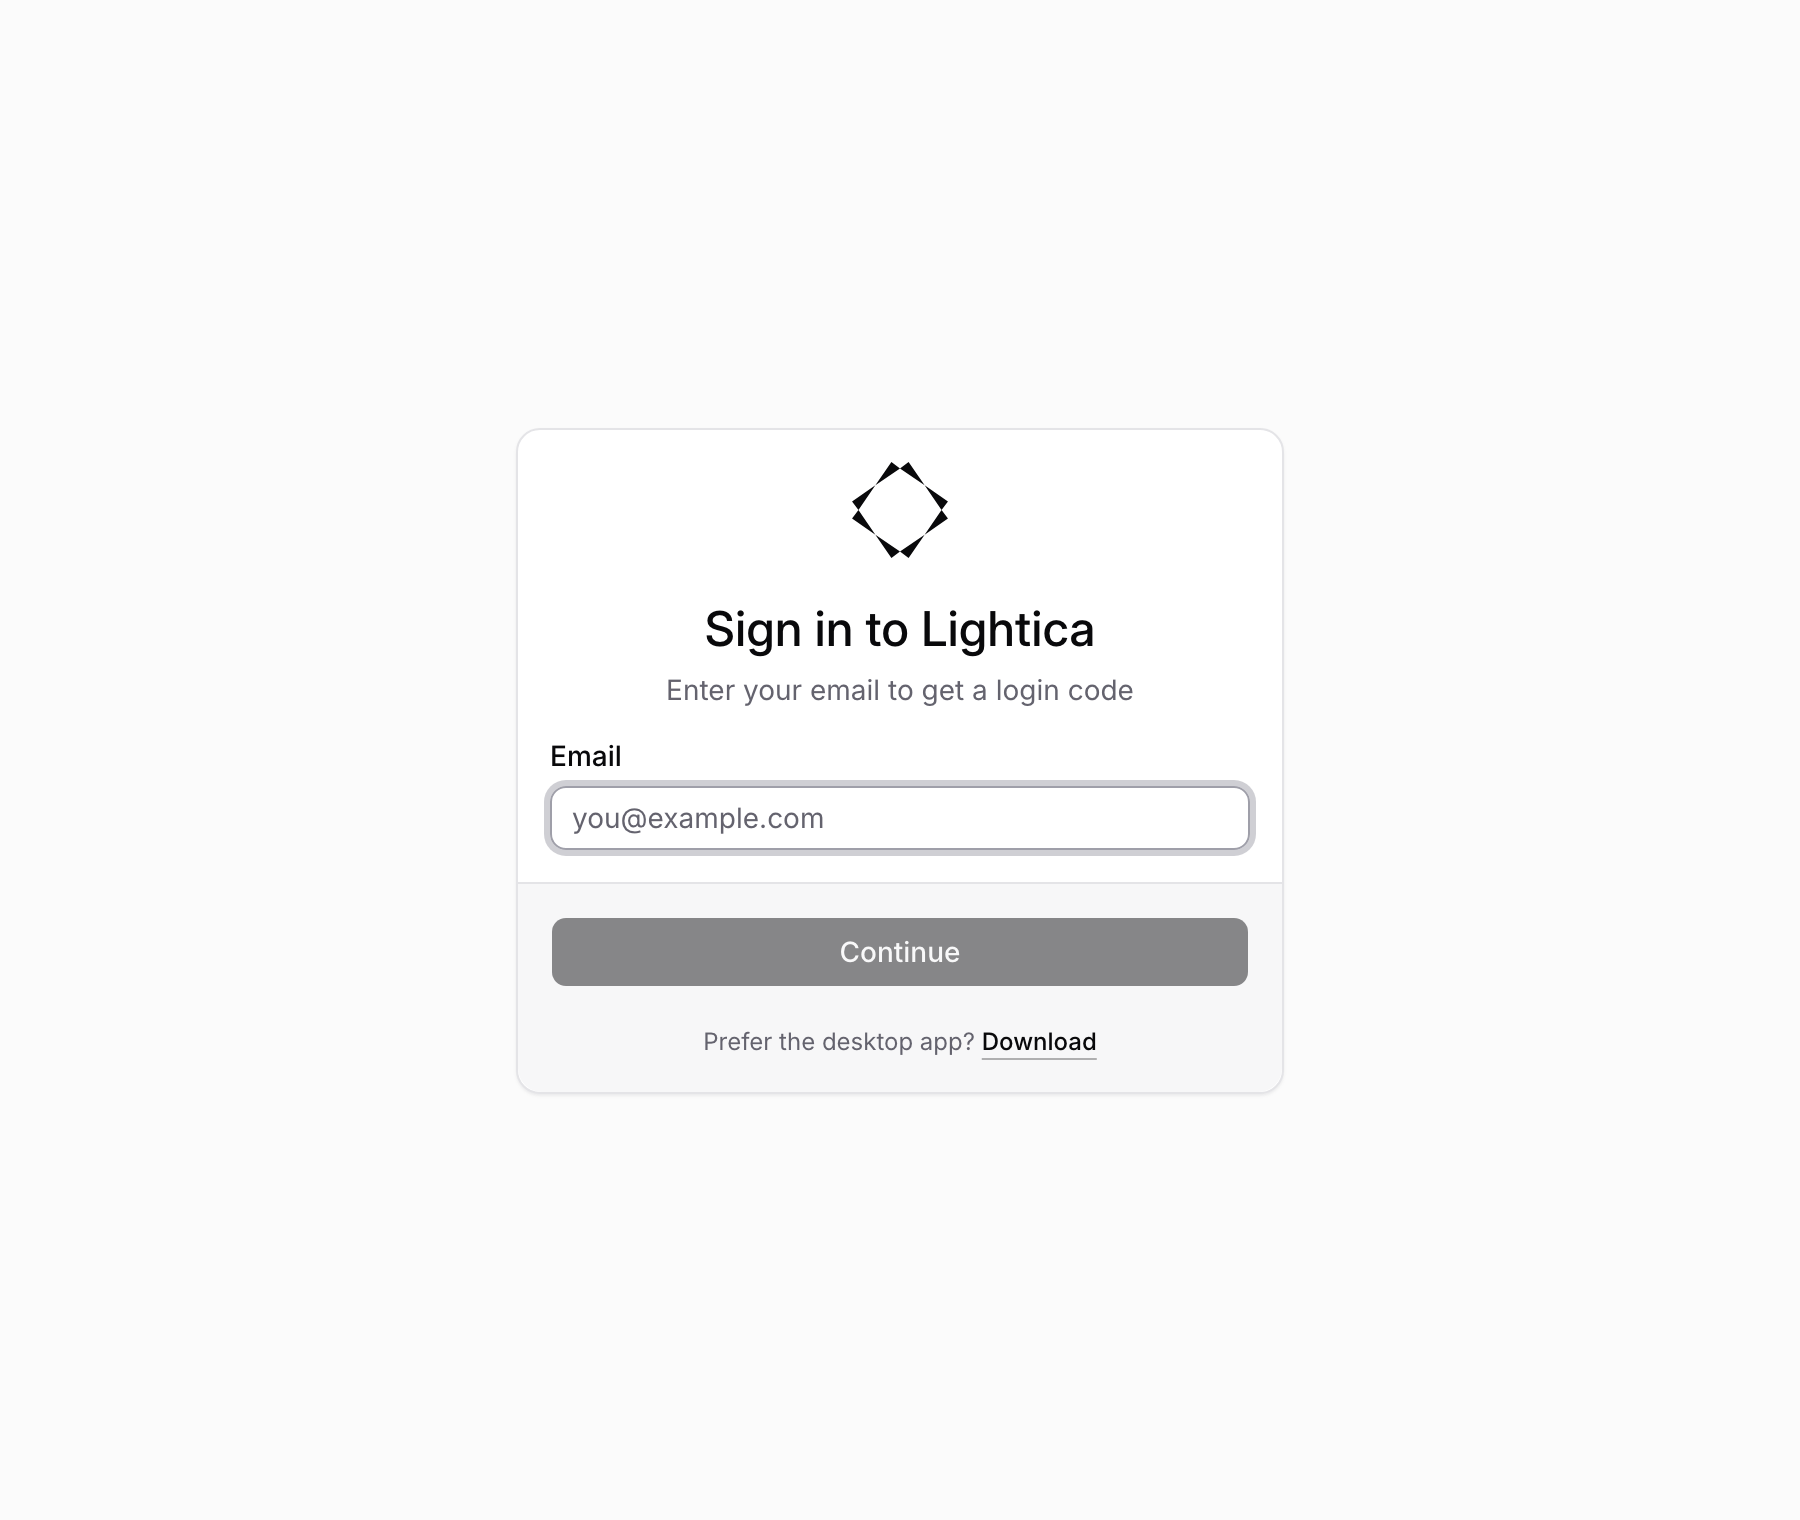 Sign in to Lightica
Enter your email to get a login code
Email
you@example.com
Continue
Prefer the desktop app? Download